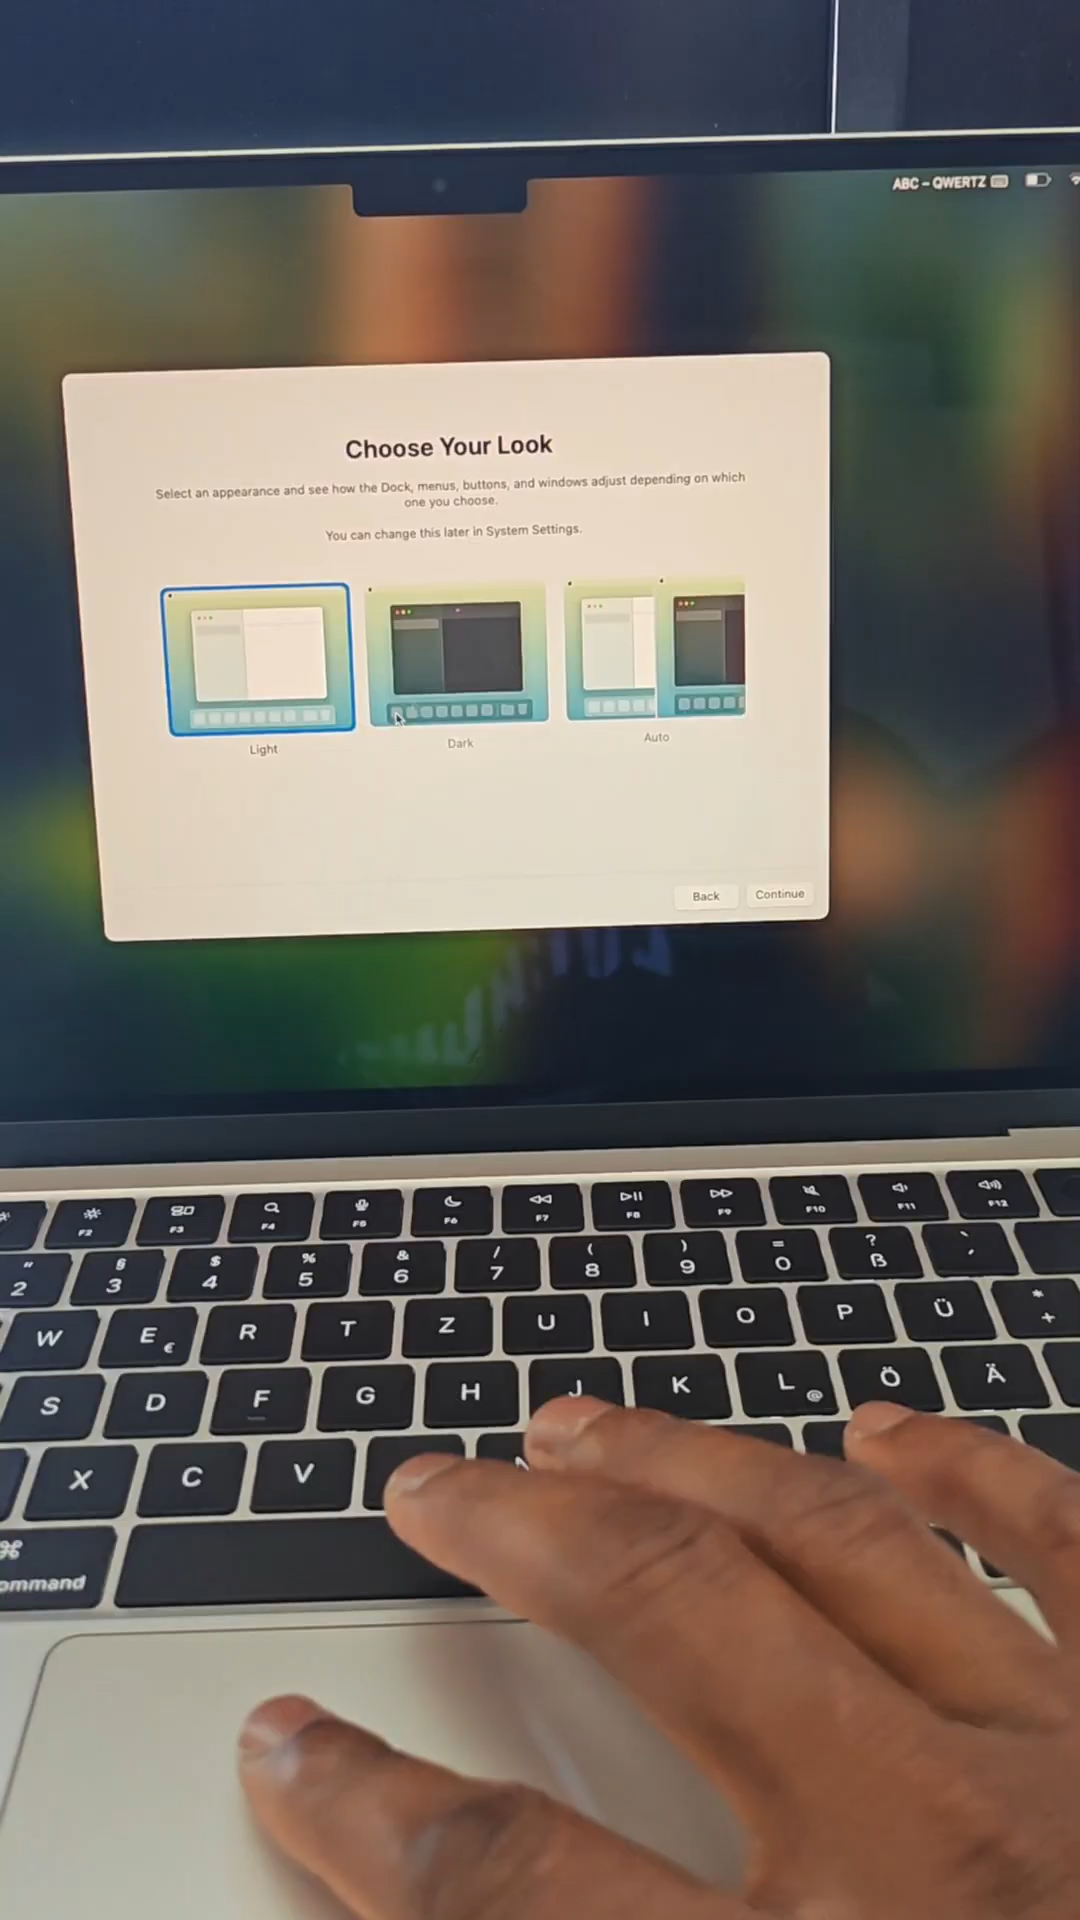 ABC – QWERTZ
Choose Your Look
Select an appearance and see how the Dock, menus, buttons, and windows adjust depending on which
one you choose.
You can change this later in System Settings.
Light Dark Auto
Back Continue
F2 F3 F4 F5 F6 F7 F8 F9 F10 F11 F12
" § $ % & / ( ) = ? `
2 3 4 5 6 7 8 9 0 ß ´
W E € R T Z U I O P Ü * +
S D F G H J K L @ Ö Ä
X C V
⌘
ommand